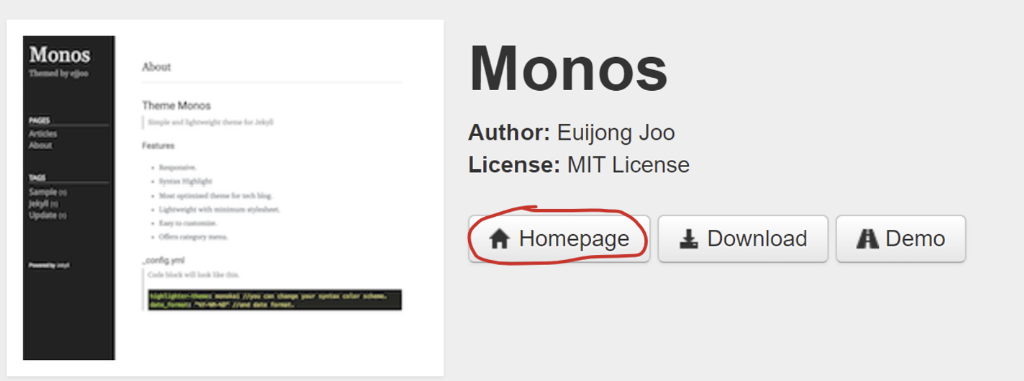 Monos
Themed by ejjoo
PAGES
Articles
About
TAGS
Sample (1)
Jekyll (1)
Update (1)
Powered by Jekyll
About
Theme Monos
Simple and lightweight theme for Jekyll
Features
Responsive.
Syntax Highlight
Most optimized theme for tech blog.
Lightweight with minimum stylesheet.
Easy to customize.
Offers category menu.
_config.yml
Code block will look like this.
highlighter-theme: monokai //you can change your syntax color scheme.
date_format: "%Y-%m-%d" //and date format.
Monos
Author: Euijong Joo
License: MIT License
Homepage
Download
Demo